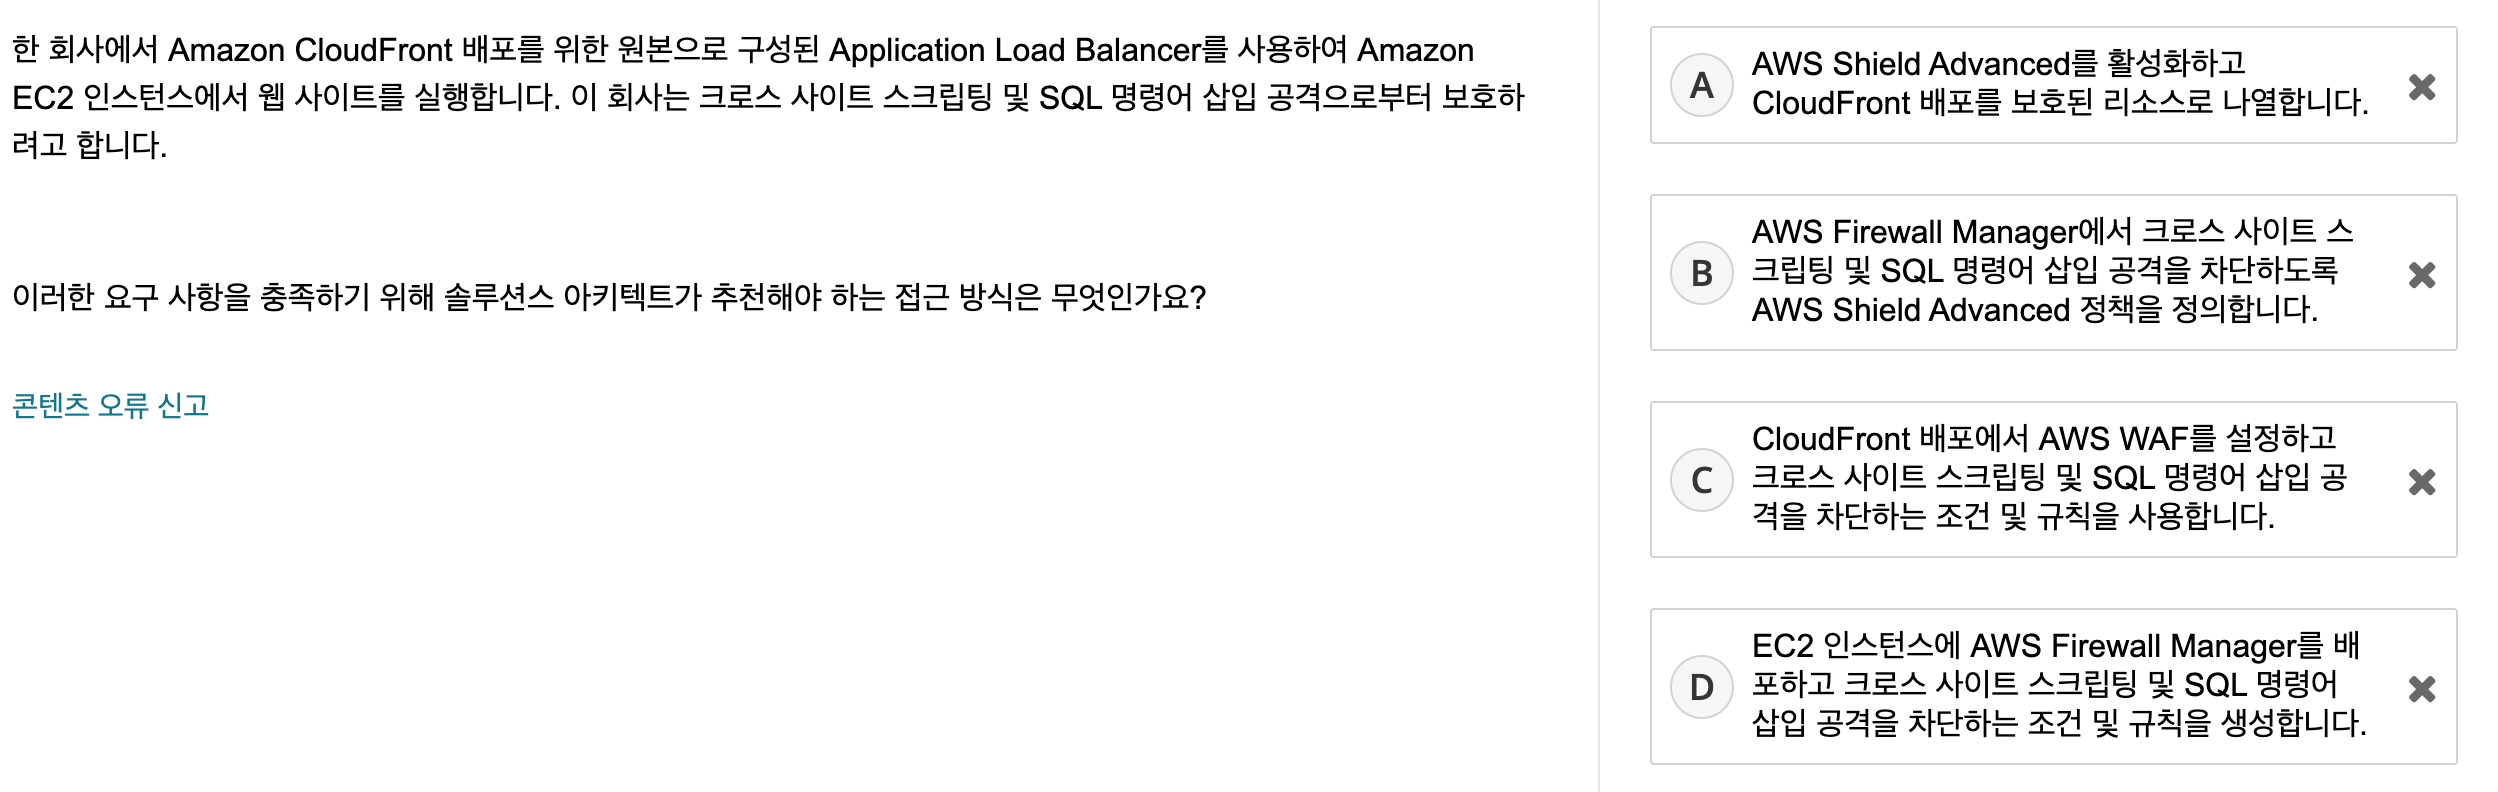 한 회사에서 Amazon CloudFront 배포를 위한 원본으로 구성된 Application Load Balancer를 사용하여 Amazon
EC2 인스턴스에서 웹 사이트를 실행합니다. 이 회사는 크로스 사이트 스크립팅 및 SQL 명령어 삽입 공격으로부터 보호하
려고 합니다.
이러한 요구 사항을 충족하기 위해 솔루션스 아키텍트가 추천해야 하는 접근 방식은 무엇인가요?
콘텐츠 오류 신고
A
AWS Shield Advanced를 활성화하고
CloudFront 배포를 보호된 리소스로 나열합니다.
B
AWS Firewall Manager에서 크로스 사이트 스
크립팅 및 SQL 명령어 삽입 공격을 차단하도록
AWS Shield Advanced 정책을 정의합니다.
C
CloudFront 배포에서 AWS WAF를 설정하고
크로스 사이트 스크립팅 및 SQL 명령어 삽입 공
격을 차단하는 조건 및 규칙을 사용합니다.
D
EC2 인스턴스에 AWS Firewall Manager를 배
포하고 크로스 사이트 스크립팅 및 SQL 명령어
삽입 공격을 차단하는 조건 및 규칙을 생성합니다.